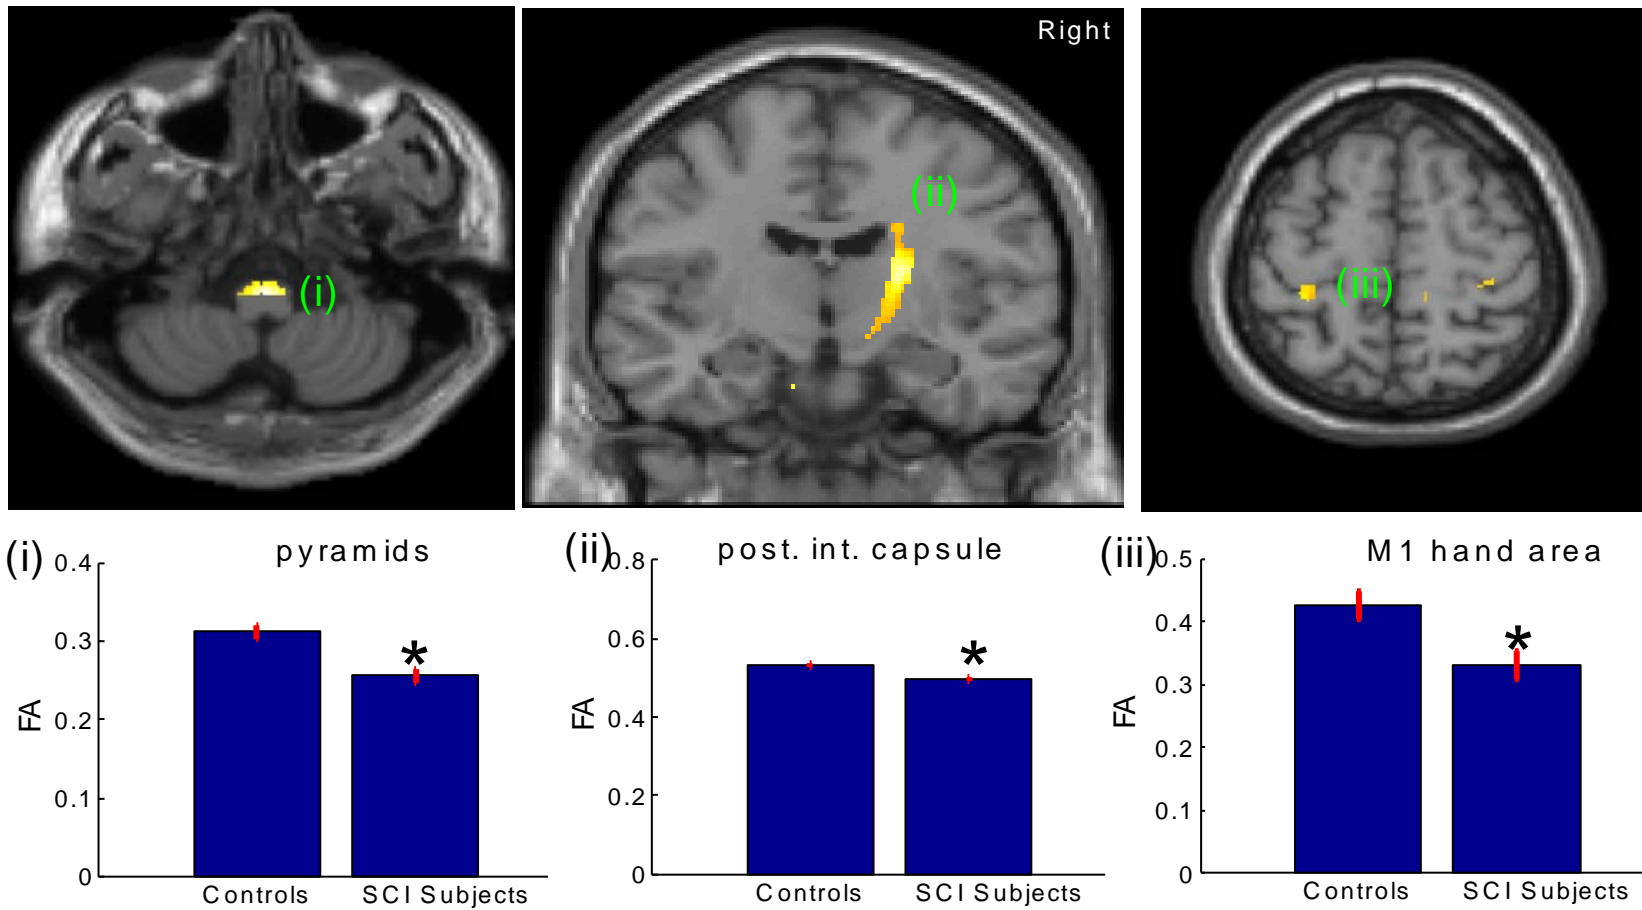 Right
(i)
(ii)
(iii)
(i)
pyramids
0.4
0.3
0.2
0.1
0
FA
Controls
SCI Subjects
*
(ii)
post. int. capsule
0.8
0.6
0.4
0.2
0
FA
Controls
SCI Subjects
*
(iii)
M1 hand area
0.5
0.4
0.3
0.2
0.1
0
FA
Controls
SCI Subjects
*